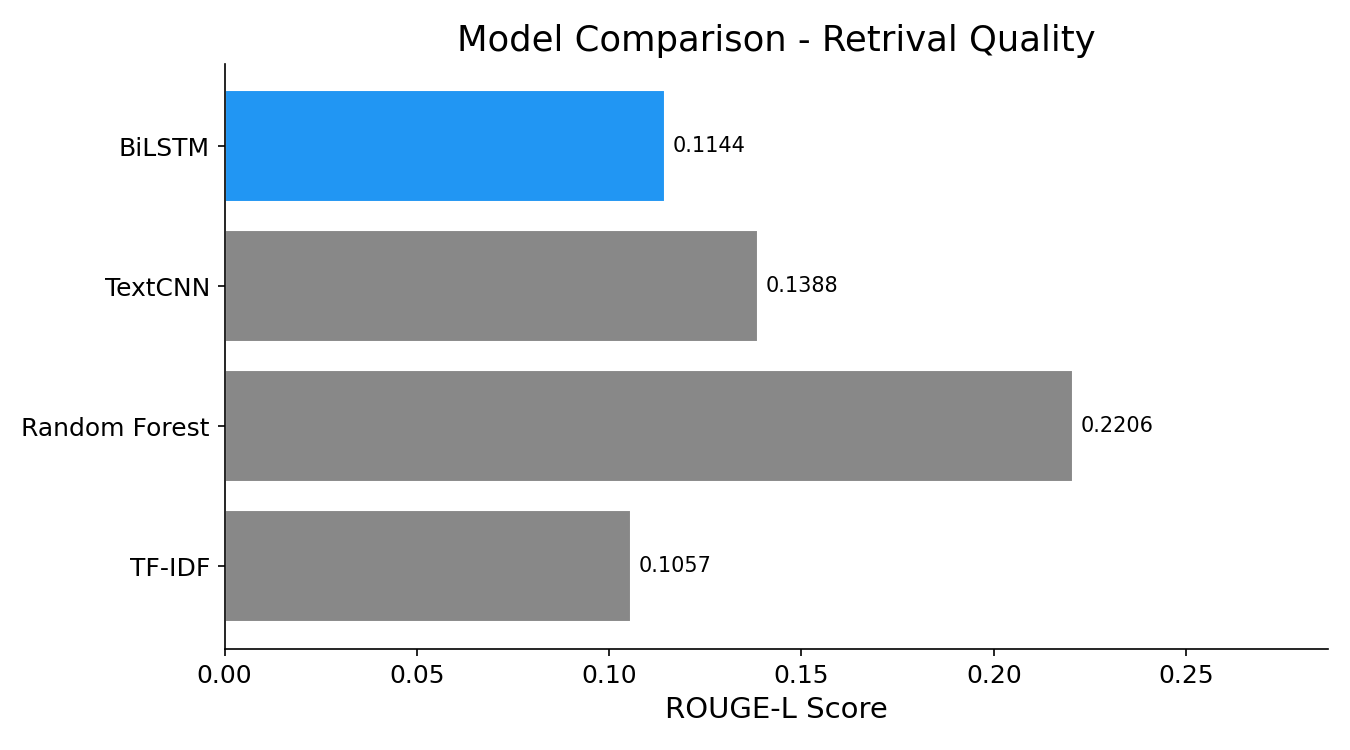 Model Comparison - Retrival Quality
BiLSTM
0.1144
TextCNN
0.1388
Random Forest
0.2206
TF-IDF
0.1057
0.00 0.05 0.10 0.15 0.20 0.25
ROUGE-L Score